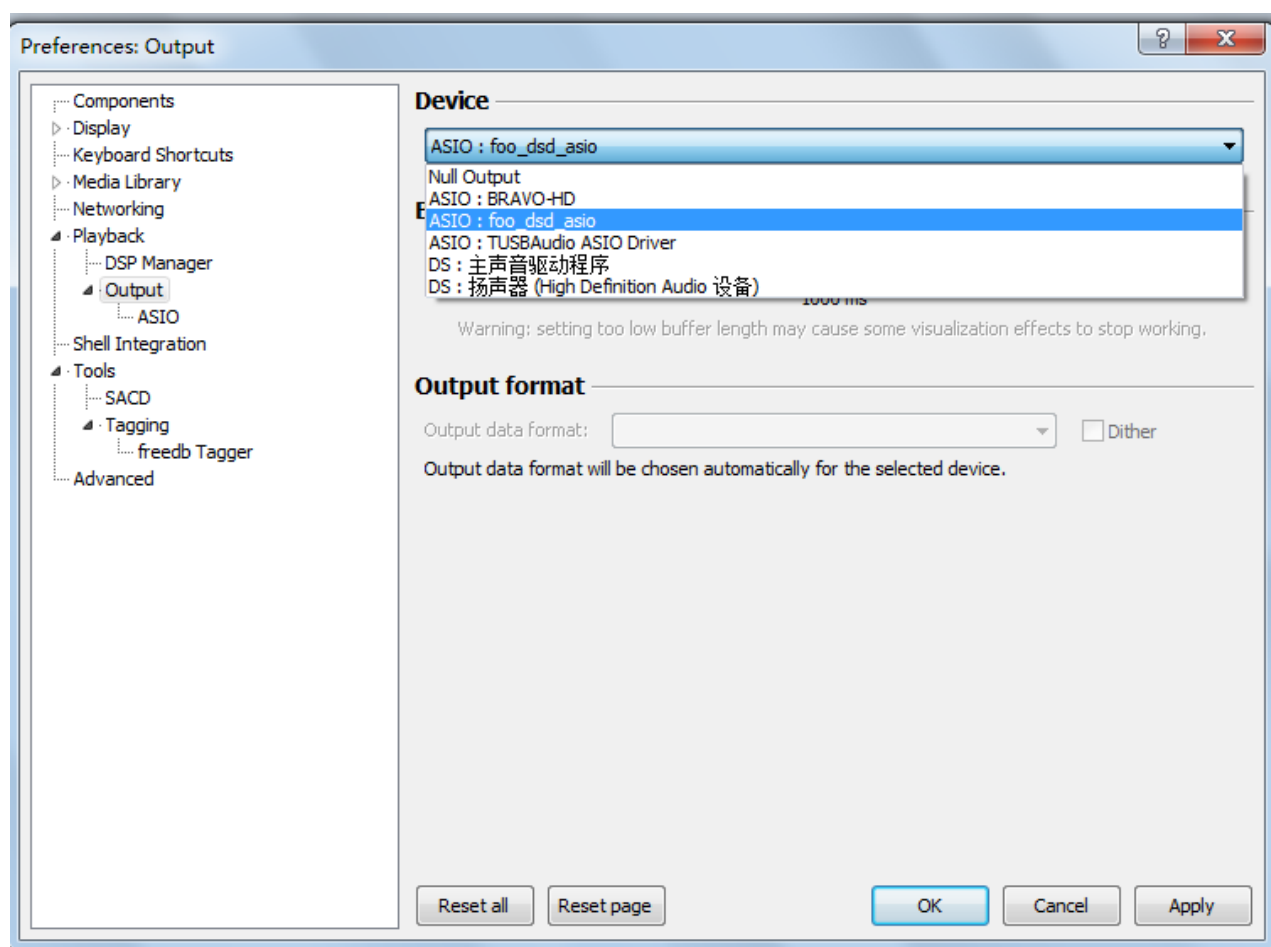 Preferences: Output
Components
Display
Keyboard Shortcuts
Media Library
Networking
Playback
DSP Manager
Output
ASIO
Shell Integration
Tools
SACD
Tagging
freedb Tagger
Advanced
Device
ASIO : foo_dsd_asio
Null Output
ASIO : BRAVO-HD
ASIO : foo_dsd_asio
ASIO : TUSBAudio ASIO Driver
DS : 主声音驱动程序
DS : 扬声器 (High Definition Audio 设备)
1000 ms
Warning: setting too low buffer length may cause some visualization effects to stop working.
Output format
Output data format:
Dither
Output data format will be chosen automatically for the selected device.
Reset all
Reset page
OK
Cancel
Apply